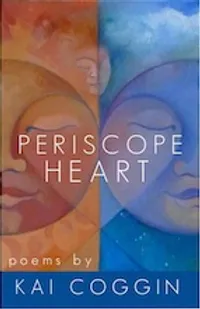 PERISCOPE
HEART
poems by
KAI COGGIN